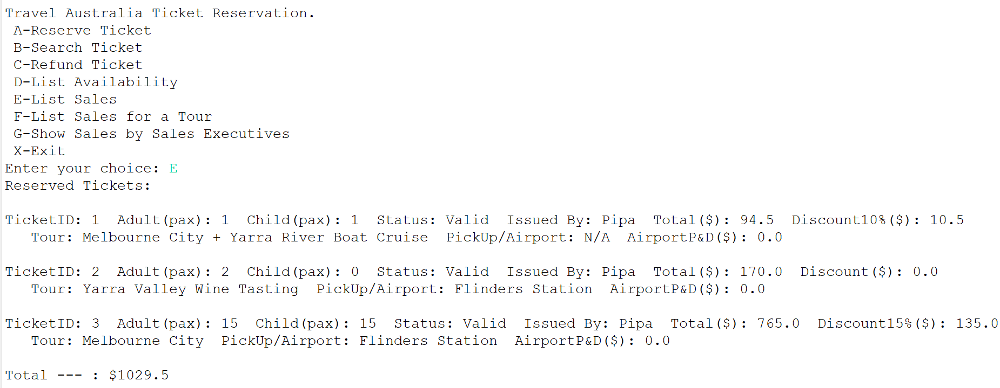 Travel Australia Ticket Reservation.
A-Reserve Ticket
B-Search Ticket
C-Refund Ticket
D-List Availability
E-List Sales
F-List Sales for a Tour
G-Show Sales by Sales Executives
X-Exit
Enter your choice: E
Reserved Tickets:
TicketID: 1  Adult(pax): 1  Child(pax): 1  Status: Valid  Issued By: Pipa  Total($): 94.5  Discount10%($): 10.5
Tour: Melbourne City + Yarra River Boat Cruise  PickUp/Airport: N/A  AirportP&D($): 0.0
TicketID: 2  Adult(pax): 2  Child(pax): 0  Status: Valid  Issued By: Pipa  Total($): 170.0  Discount($): 0.0
Tour: Yarra Valley Wine Tasting  PickUp/Airport: Flinders Station  AirportP&D($): 0.0
TicketID: 3  Adult(pax): 15  Child(pax): 15  Status: Valid  Issued By: Pipa  Total($): 765.0  Discount15%($): 135.0
Tour: Melbourne City  PickUp/Airport: Flinders Station  AirportP&D($): 0.0
Total --- : $1029.5